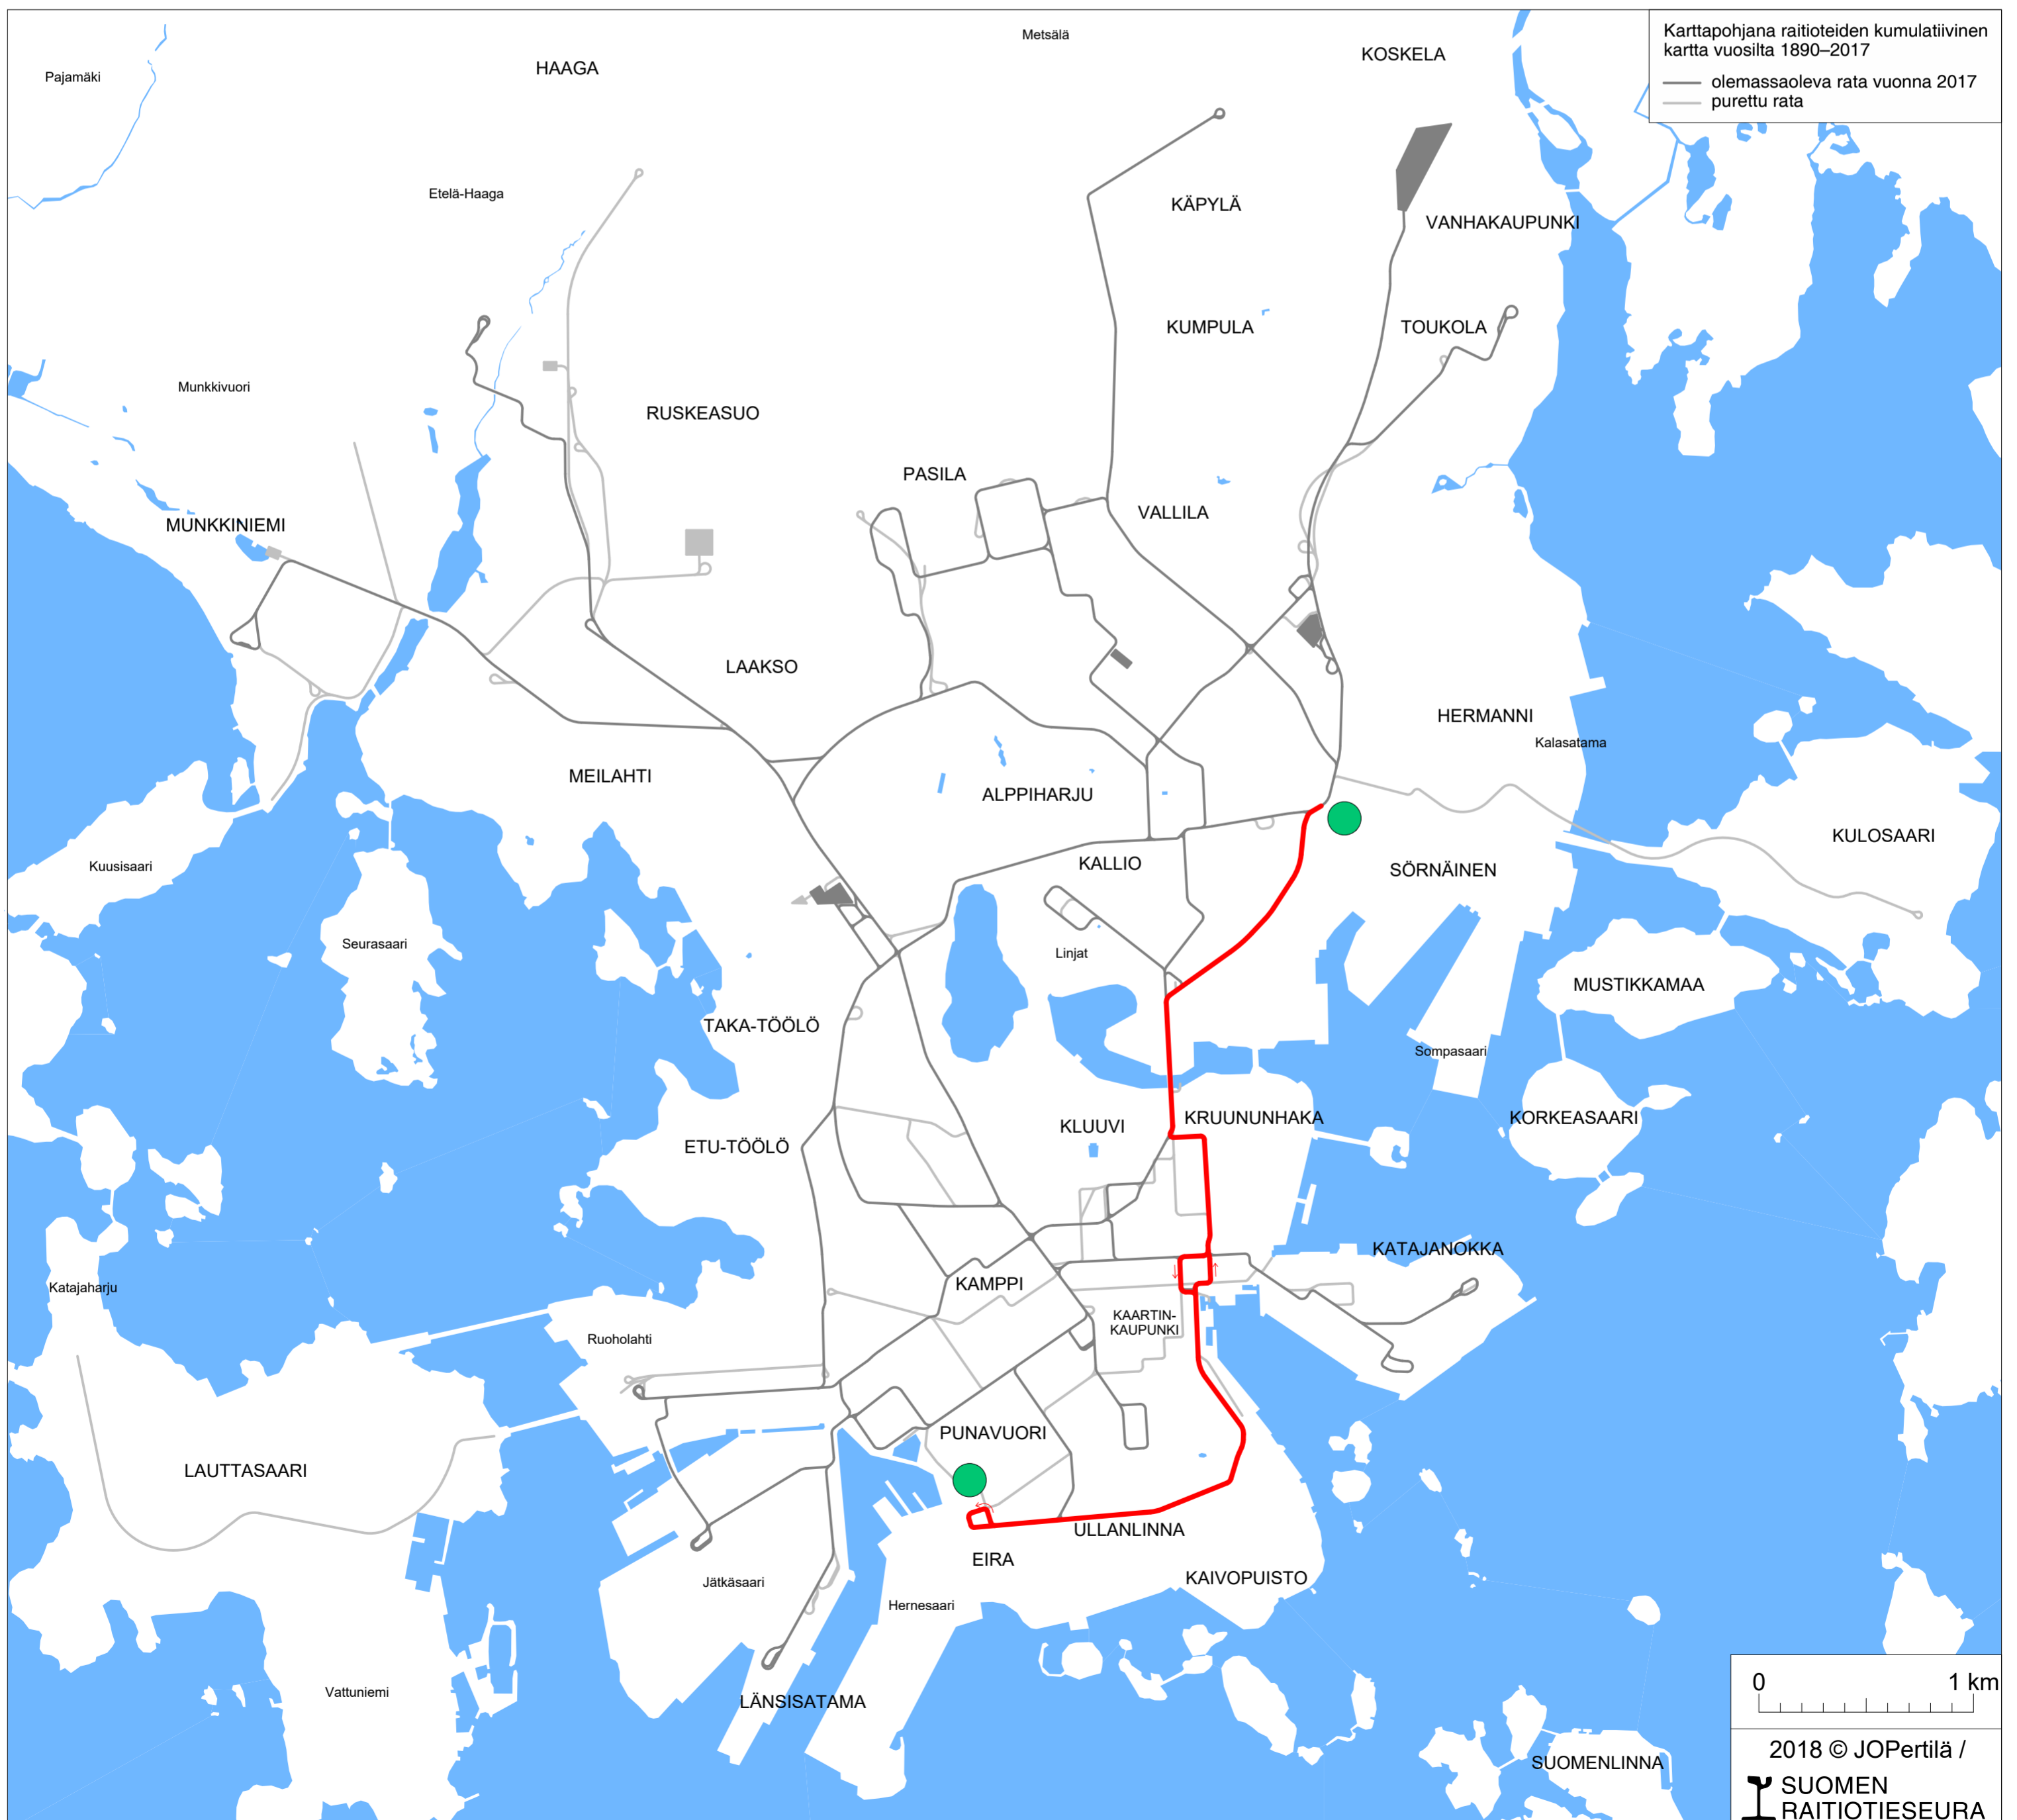 Karttapohjana raitioteiden kumulatiivinen
kartta vuosilta 1890–2017
olemassaoleva rata vuonna 2017
purettu rata
Metsälä
KOSKELA
HAAGA
Pajamäki
Etelä-Haaga
KÄPYLÄ
VANHAKAUPUNKI
KUMPULA
TOUKOLA
Munkkivuori
RUSKEASUO
PASILA
VALLILA
MUNKKINIEMI
LAAKSO
HERMANNI
Kalasatama
MEILAHTI
ALPPIHARJU
KULOSAARI
Kuusisaari
KALLIO
SÖRNÄINEN
Seurasaari
Linjat
MUSTIKKAMAA
TAKA-TÖÖLÖ
Sompasaari
KLUUVI
KRUUNUNHAKA
KORKEASAARI
ETU-TÖÖLÖ
KATAJANOKKA
Katajaharju
KAMPPI
KAARTIN-
KAUPUNKI
Ruoholahti
PUNAVUORI
LAUTTASAARI
ULLANLINNA
EIRA
Jätkäsaari
KAIVOPUISTO
Hernesaari
Vattuniemi
LÄNSISATAMA
SUOMENLINNA
0 1 km
2018 © JOPertilä /
SUOMEN
RAITIOTIESEURA